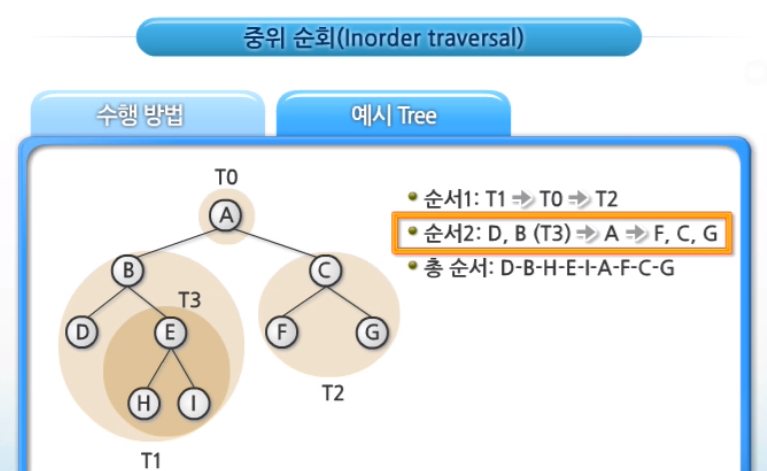 중위 순회(Inorder traversal)
수행 방법
예시 Tree
T0
A
B
C
T3
D
E
F
G
H
I
T2
T1
순서1: T1 ➔ T0 ➔ T2
순서2: D, B (T3) ➔ A ➔ F, C, G
총 순서: D-B-H-E-I-A-F-C-G